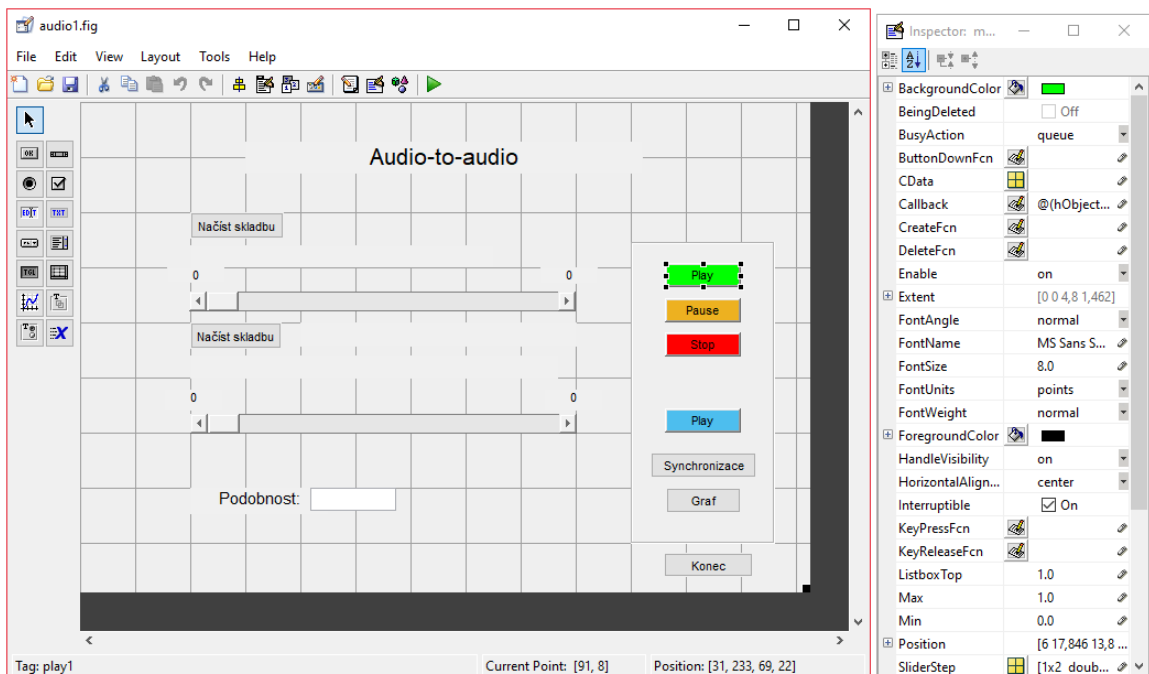 audio1.fig
File Edit View Layout Tools Help
OK
EDIT TXT
TGL
Audio-to-audio
Načíst skladbu
0 0
Načíst skladbu
0 0
Podobnost:
Play
Pause
Stop
Play
Synchronizace
Graf
Konec
Tag: play1
Current Point: [91, 8]
Position: [31, 233, 69, 22]
Inspector: m...
BackgroundColor
BeingDeleted Off
BusyAction queue
ButtonDownFcn
CData
Callback @(hObject...
CreateFcn
DeleteFcn
Enable on
Extent [0 0 4,8 1,462]
FontAngle normal
FontName MS Sans S...
FontSize 8.0
FontUnits points
FontWeight normal
ForegroundColor
HandleVisibility on
HorizontalAlign... center
Interruptible On
KeyPressFcn
KeyReleaseFcn
ListboxTop 1.0
Max 1.0
Min 0.0
Position [6 17,846 13,8 ...
SliderStep [1x2 doub...